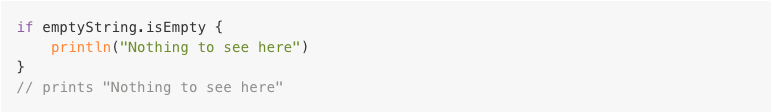 if emptyString.isEmpty {
    println("Nothing to see here")
}
// prints "Nothing to see here"